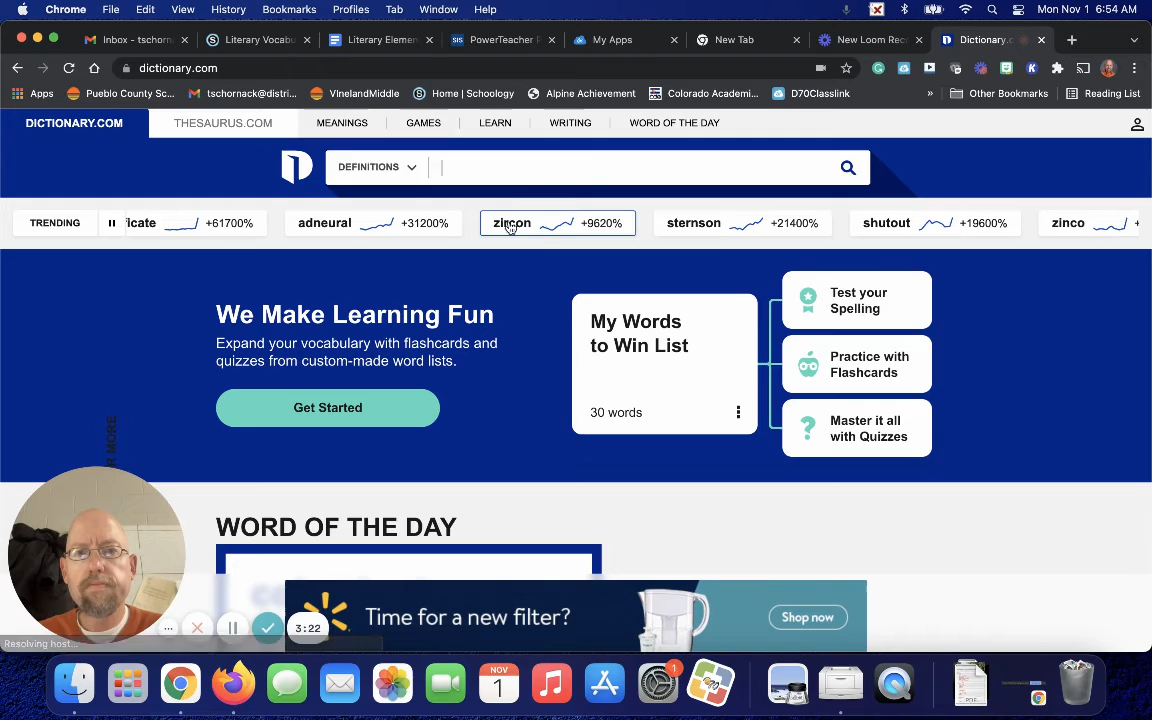 Chrome File Edit View History Bookmarks Profiles Tab Window Help Mon Nov 1 6:54 AM
Inbox - tschorn Literary Vocabu Literary Elemen PowerTeacher P My Apps New Tab New Loom Reco Dictionary.c
dictionary.com
Apps Pueblo County Sc... tschornack@distri... VInelandMiddle Home | Schoology Alpine Achievement Colorado Academi... D70Classlink » Other Bookmarks Reading List
DICTIONARY.COM THESAURUS.COM MEANINGS GAMES LEARN WRITING WORD OF THE DAY
DEFINITIONS
TRENDING ificate +61700% adneural +31200% zircon +9620% sternson +21400% shutout +19600% zinco +
We Make Learning Fun
Expand your vocabulary with flashcards and
quizzes from custom-made word lists.
Get Started
My Words
to Win List
30 words
Test your
Spelling
Practice with
Flashcards
Master it all
with Quizzes
MORE
WORD OF THE DAY
Time for a new filter?
Shop now
3:22
Resolving host...
NOV
1
1